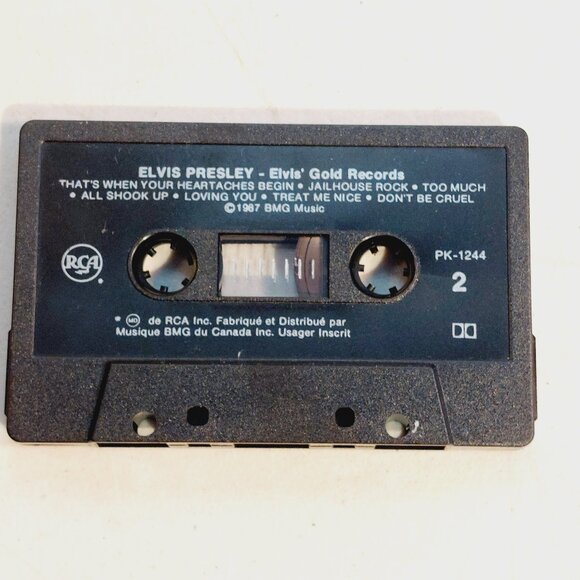 ELVIS PRESLEY - Elvis' Gold Records
THAT'S WHEN YOUR HEARTACHES BEGIN • JAILHOUSE ROCK • TOO MUCH
• ALL SHOOK UP • LOVING YOU • TREAT ME NICE • DON'T BE CRUEL
©1987 BMG Music
RCA
PK-1244
2
* MD de RCA Inc. Fabriqué et Distribué par
Musique BMG du Canada Inc. Usager Inscrit